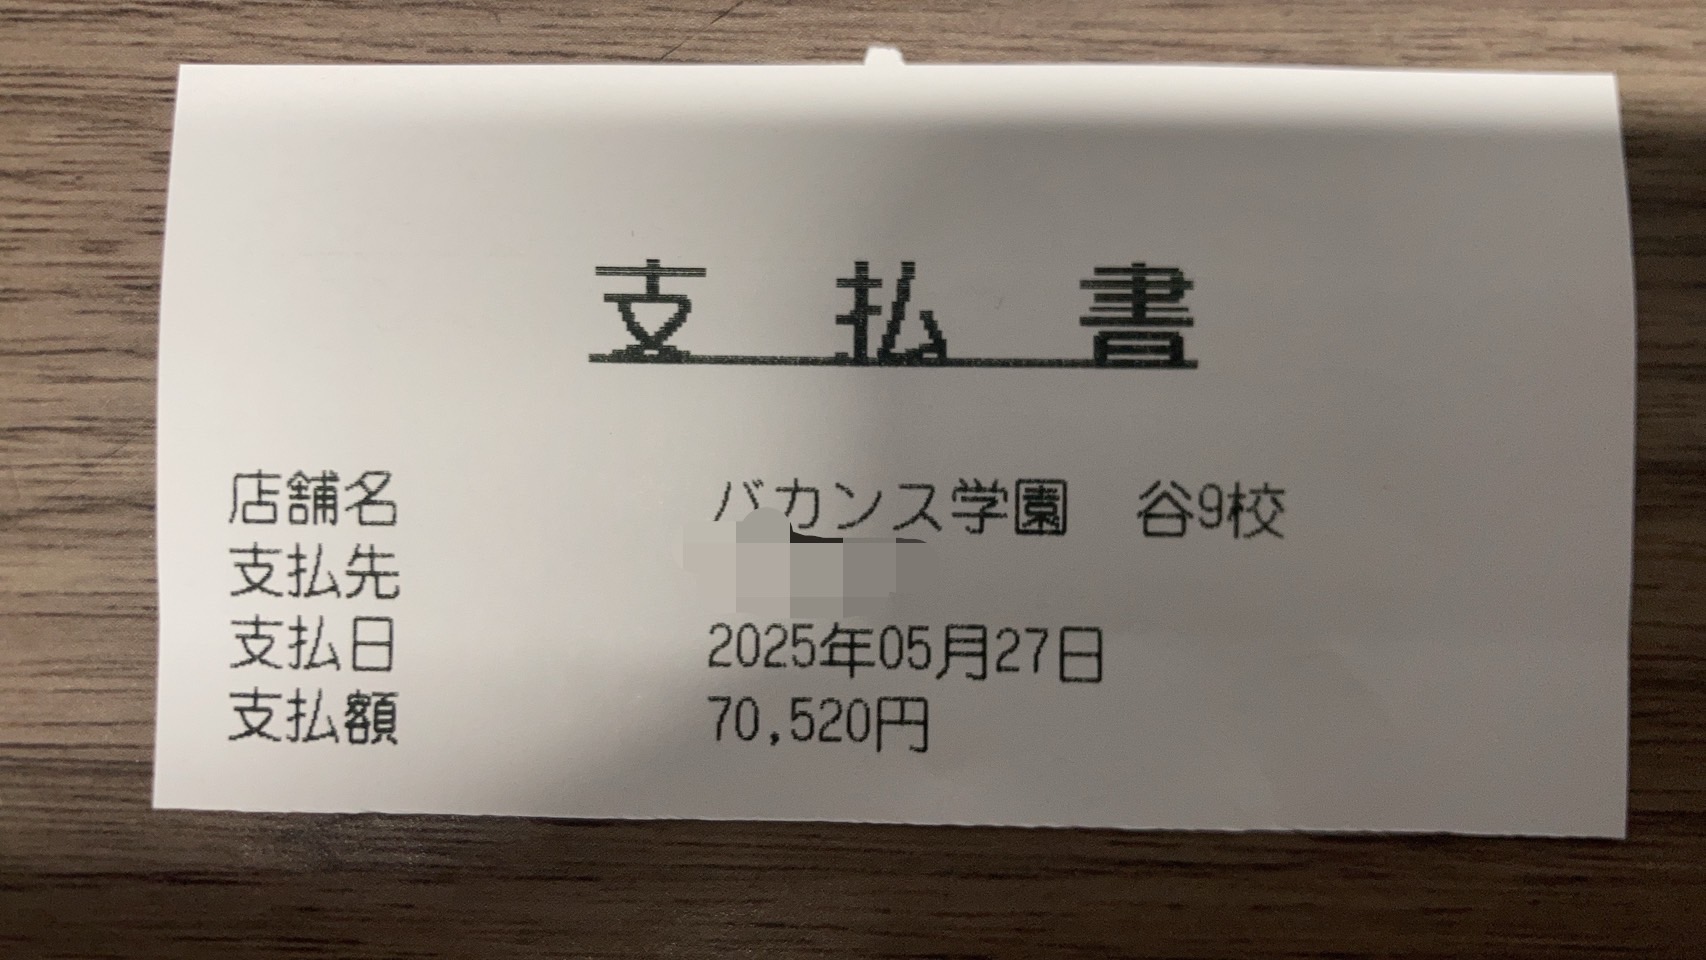 支払書
店舗名　バカンス学園　谷9校
支払先
支払日　2025年05月27日
支払額　70,520円